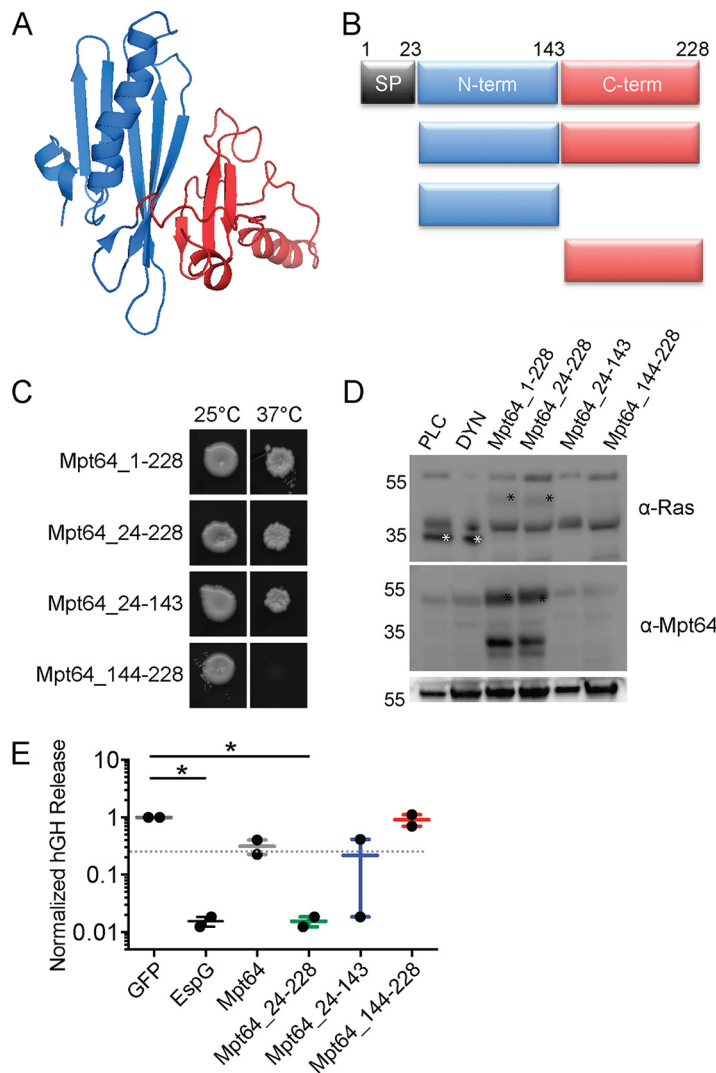 A
B
1 23 143 228
SP N-term C-term
C
25°C 37°C
Mpt64_1-228
Mpt64_24-228
Mpt64_24-143
Mpt64_144-228
D
PLC
DYN
Mpt64_1-228
Mpt64_24-228
Mpt64_24-143
Mpt64_144-228
55
35
* * * *
α-Ras
55
35
* *
α-Mpt64
55
E
Normalized hGH Release
10
1
0.1
0.01
*
*
GFP
EspG
Mpt64
Mpt64_24-228
Mpt64_24-143
Mpt64_144-228